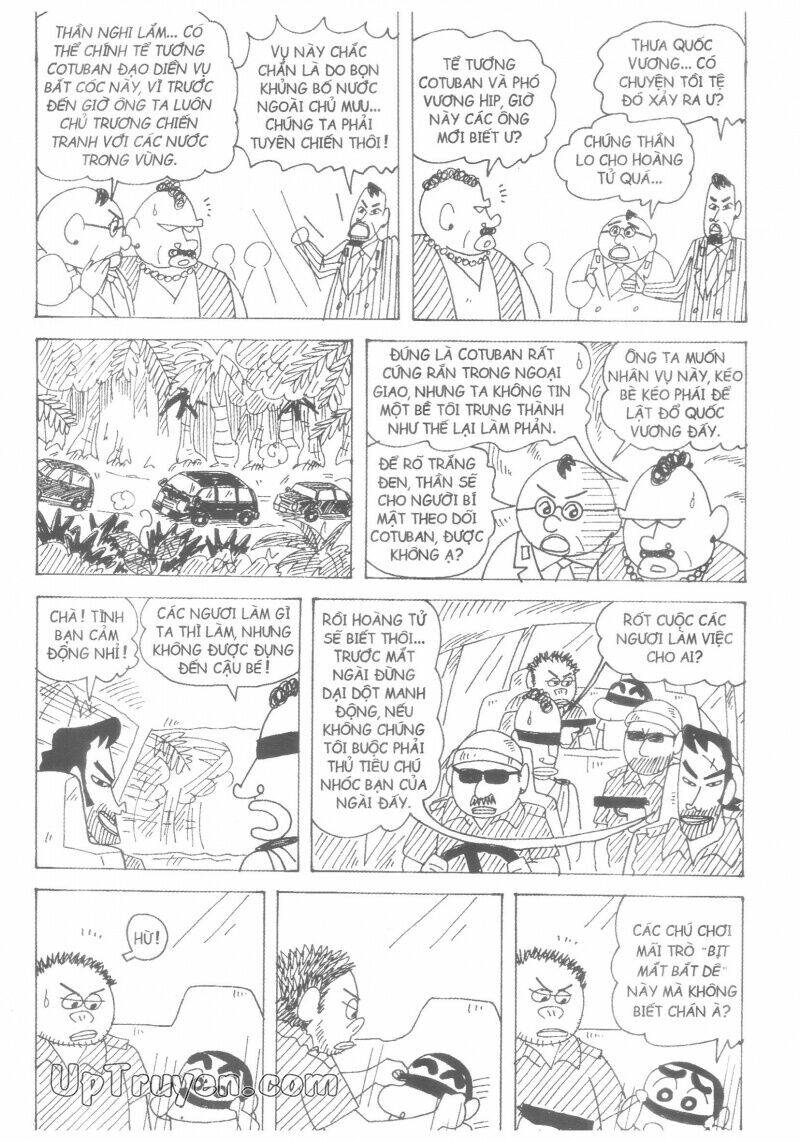 THƯA QUỐC
VƯƠNG... CÓ
CHUYỆN TỒI TỆ
ĐÓ XẢY RA Ư?
CHÚNG THẦN
LO CHO HOÀNG
TỬ QUÁ...
TỂ TƯỚNG
COTUBAN VÀ PHÓ
VƯƠNG HIP, GIỜ
NÀY CÁC ÔNG
MỚI BIẾT Ư?
VỤ NÀY CHẮC
CHẮN LÀ DO BỌN
KHỦNG BỐ NƯỚC
NGOÀI CHỦ MƯU...
CHÚNG TA PHẢI
TUYÊN CHIẾN THÔI!
THẦN NGHI LẮM... CÓ
THỂ CHÍNH TỂ TƯỚNG
COTUBAN ĐẠO DIỄN VỤ
BẮT CÓC NÀY, VÌ TRƯỚC
ĐẾN GIỜ ÔNG TA LUÔN
CHỦ TRƯƠNG CHIẾN
TRANH VỚI CÁC NƯỚC
TRONG VÙNG.
ÔNG TA MUỐN
NHÂN VỤ NÀY, KÉO
BÈ KÉO PHÁI ĐỂ
LẬT ĐỔ QUỐC
VƯƠNG ĐẤY.
ĐÚNG LÀ COTUBAN RẤT
CỨNG RẮN TRONG NGOẠI
GIAO, NHƯNG TA KHÔNG TIN
MỘT BỀ TÔI TRUNG THÀNH
NHƯ THẾ LẠI LÀM PHẢN.
ĐỂ RÕ TRẮNG
ĐEN, THẦN SẼ
CHO NGƯỜI BÍ
MẬT THEO DÕI
COTUBAN, ĐƯỢC
KHÔNG Ạ?
RỐT CUỘC CÁC
NGƯƠI LÀM VIỆC
CHO AI?
RỒI HOÀNG TỬ
SẼ BIẾT THÔI...
TRƯỚC MẮT
NGÀI ĐỪNG
DẠI DỘT MANH
ĐỘNG, NẾU
KHÔNG CHÚNG
TÔI BUỘC PHẢI
THỦ TIÊU CHÚ
NHÓC BẠN CỦA
NGÀI ĐẤY.
CÁC NGƯƠI LÀM GÌ
TA THÌ LÀM, NHƯNG
KHÔNG ĐƯỢC ĐỤNG
ĐẾN CẬU BÉ!
CHÀ! TÌNH
BẠN CẢM
ĐỘNG NHỈ!
CÁC CHÚ CHƠI
MÃI TRÒ "BỊT
MẮT BẮT DÊ"
NÀY MÀ KHÔNG
BIẾT CHÁN À?
HỪ!
UpTruyen.com